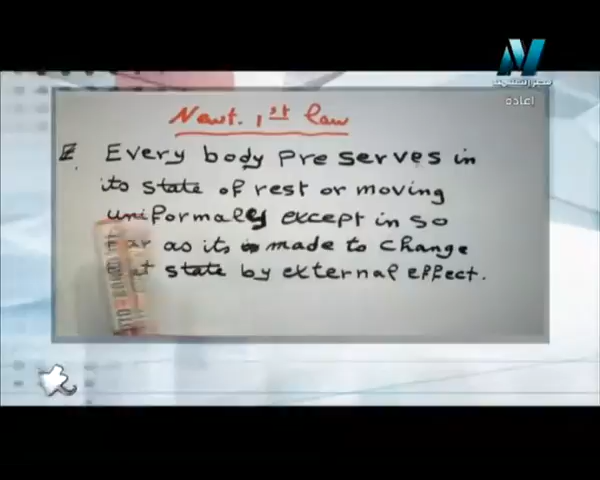 اعادة
Newt. 1st law
Every body preserves in
its state of rest or moving
uniformaly except in so
as its made to change
state by external effect.